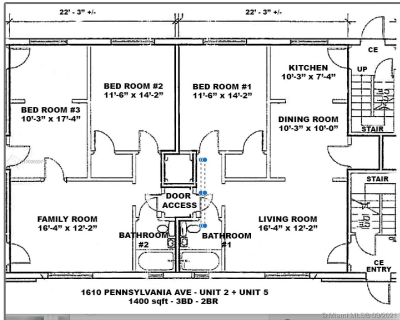 22' - 3" +/-
22' - 3" +/-
CE
KITCHEN
10'-3" x 7'-4"
UP
BED ROOM #2
11'-6" x 14'-2"
BED ROOM #1
11'-6" x 14'-2"
BED ROOM #3
10'-3" x 17'-4"
DINING ROOM
10'-3" x 10'-0"
STAIR
STAIR
DOOR
ACCESS
FAMILY ROOM
16'-4" x 12'-2"
LIVING ROOM
16'-4" x 12'-2"
BATHROOM
#2
BATHROOM
#1
CE
ENTRY
1610 PENNSYLVANIA AVE - UNIT 2 + UNIT 5
1400 sqft - 3BD - 2BR